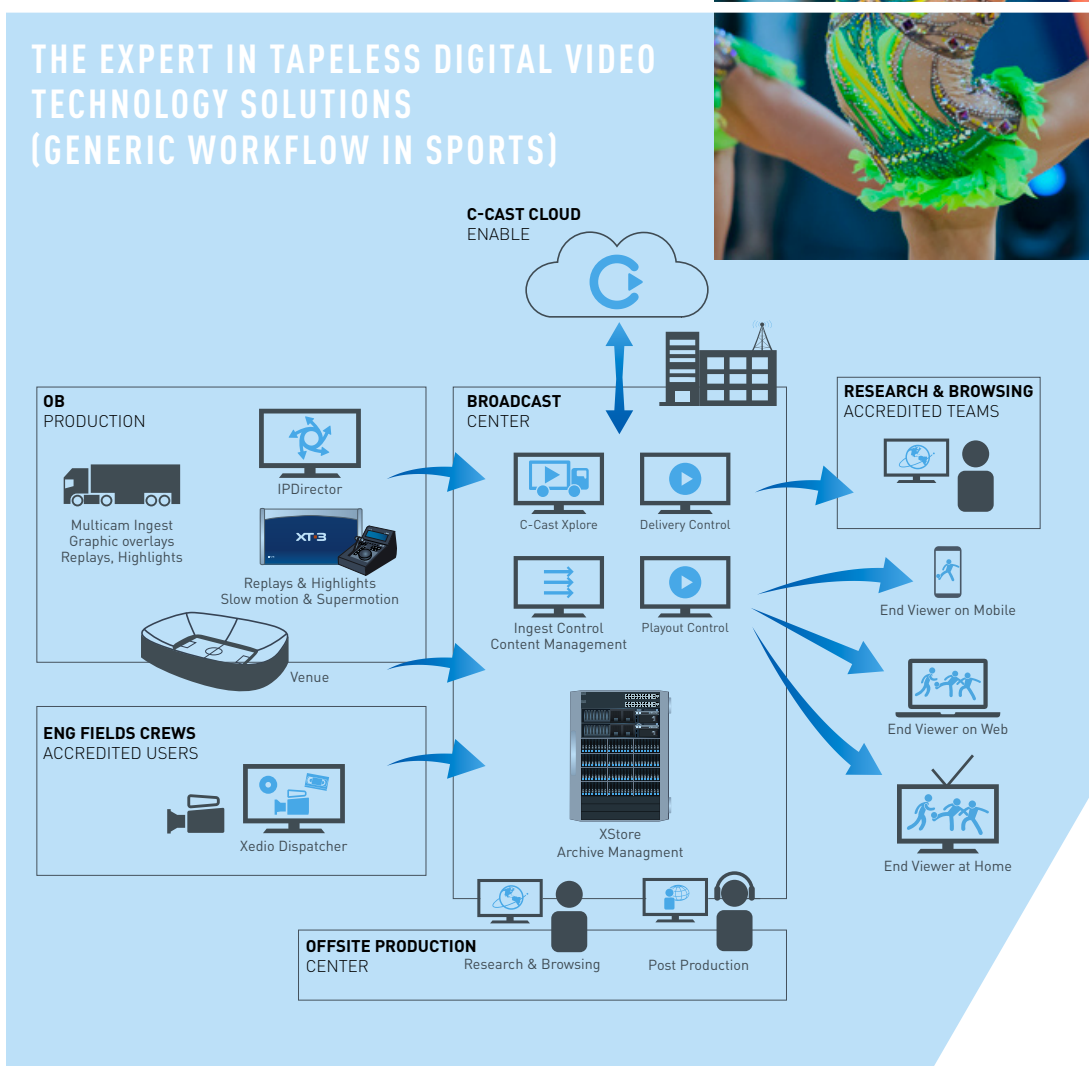 THE EXPERT IN TAPELESS DIGITAL VIDEO
TECHNOLOGY SOLUTIONS
(GENERIC WORKFLOW IN SPORTS)
C-CAST CLOUD
ENABLE
OB
PRODUCTION
IPDirector
Multicam Ingest
Graphic overlays
Replays, Highlights
XT3
Replays & Highlights
Slow motion & Supermotion
Venue
ENG FIELDS CREWS
ACCREDITED USERS
Xedio Dispatcher
BROADCAST
CENTER
C-Cast Xplore
Delivery Control
Ingest Control
Content Management
Playout Control
XStore
Archive Managment
RESEARCH & BROWSING
ACCREDITED TEAMS
End Viewer on Mobile
End Viewer on Web
End Viewer at Home
OFFSITE PRODUCTION
CENTER
Research & Browsing
Post Production